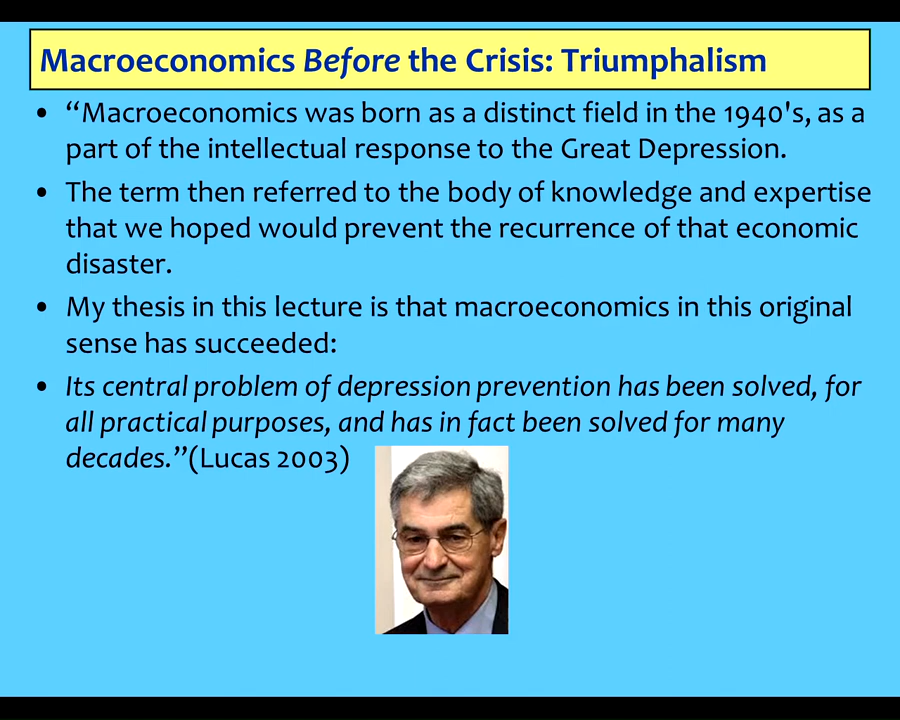 Macroeconomics Before the Crisis: Triumphalism
• “Macroeconomics was born as a distinct field in the 1940's, as a
part of the intellectual response to the Great Depression.
• The term then referred to the body of knowledge and expertise
that we hoped would prevent the recurrence of that economic
disaster.
• My thesis in this lecture is that macroeconomics in this original
sense has succeeded:
• Its central problem of depression prevention has been solved, for
all practical purposes, and has in fact been solved for many
decades.”(Lucas 2003)